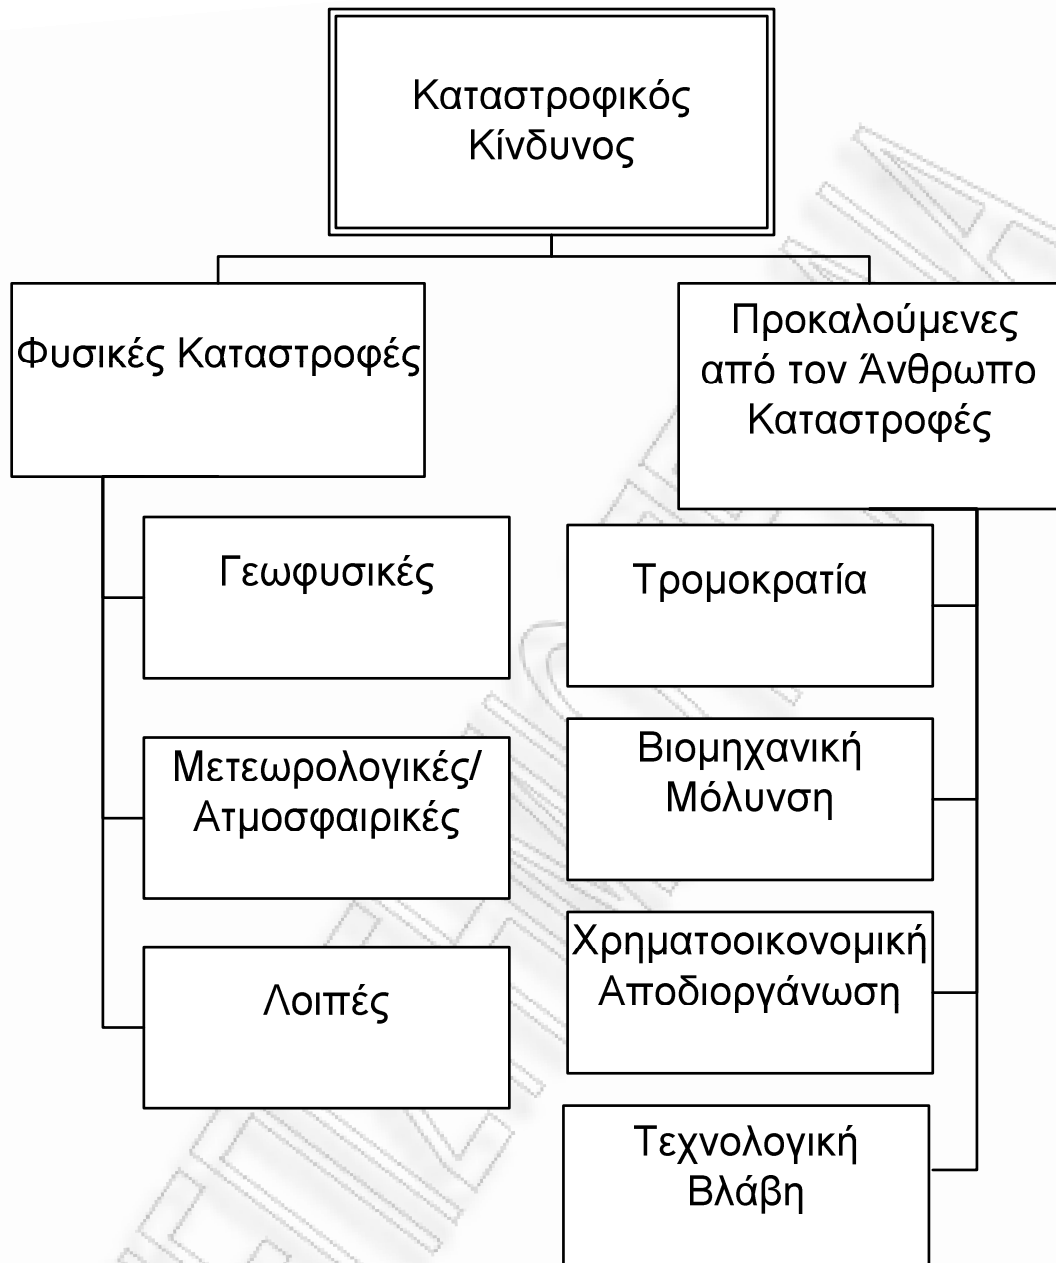 Καταστροφικός
Κίνδυνος
Φυσικές Καταστροφές
Προκαλούμενες
από τον Άνθρωπο
Καταστροφές
Γεωφυσικές
Μετεωρολογικές/
Ατμοσφαιρικές
Λοιπές
Τρομοκρατία
Βιομηχανική
Μόλυνση
Χρηματοοικονομική
Αποδιοργάνωση
Τεχνολογική
Βλάβη